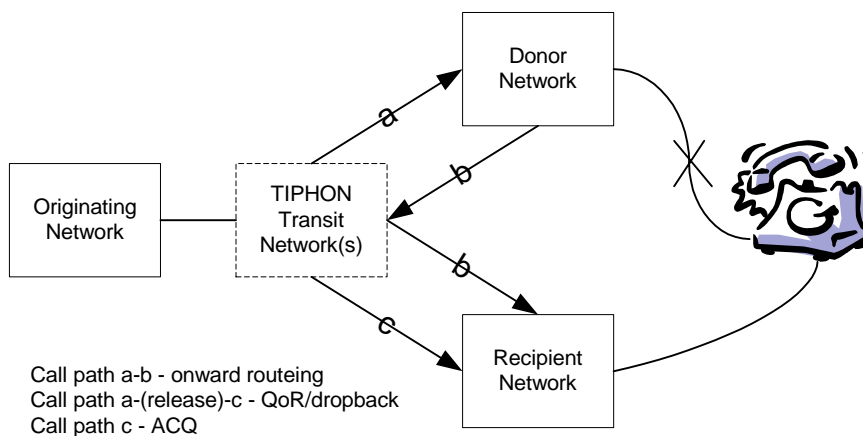 Donor
Network
a
b
Originating
Network
TIPHON
Transit
Network(s)
b
c
Recipient
Network
Call path a-b - onward routeing
Call path a-(release)-c - QoR/dropback
Call path c - ACQ